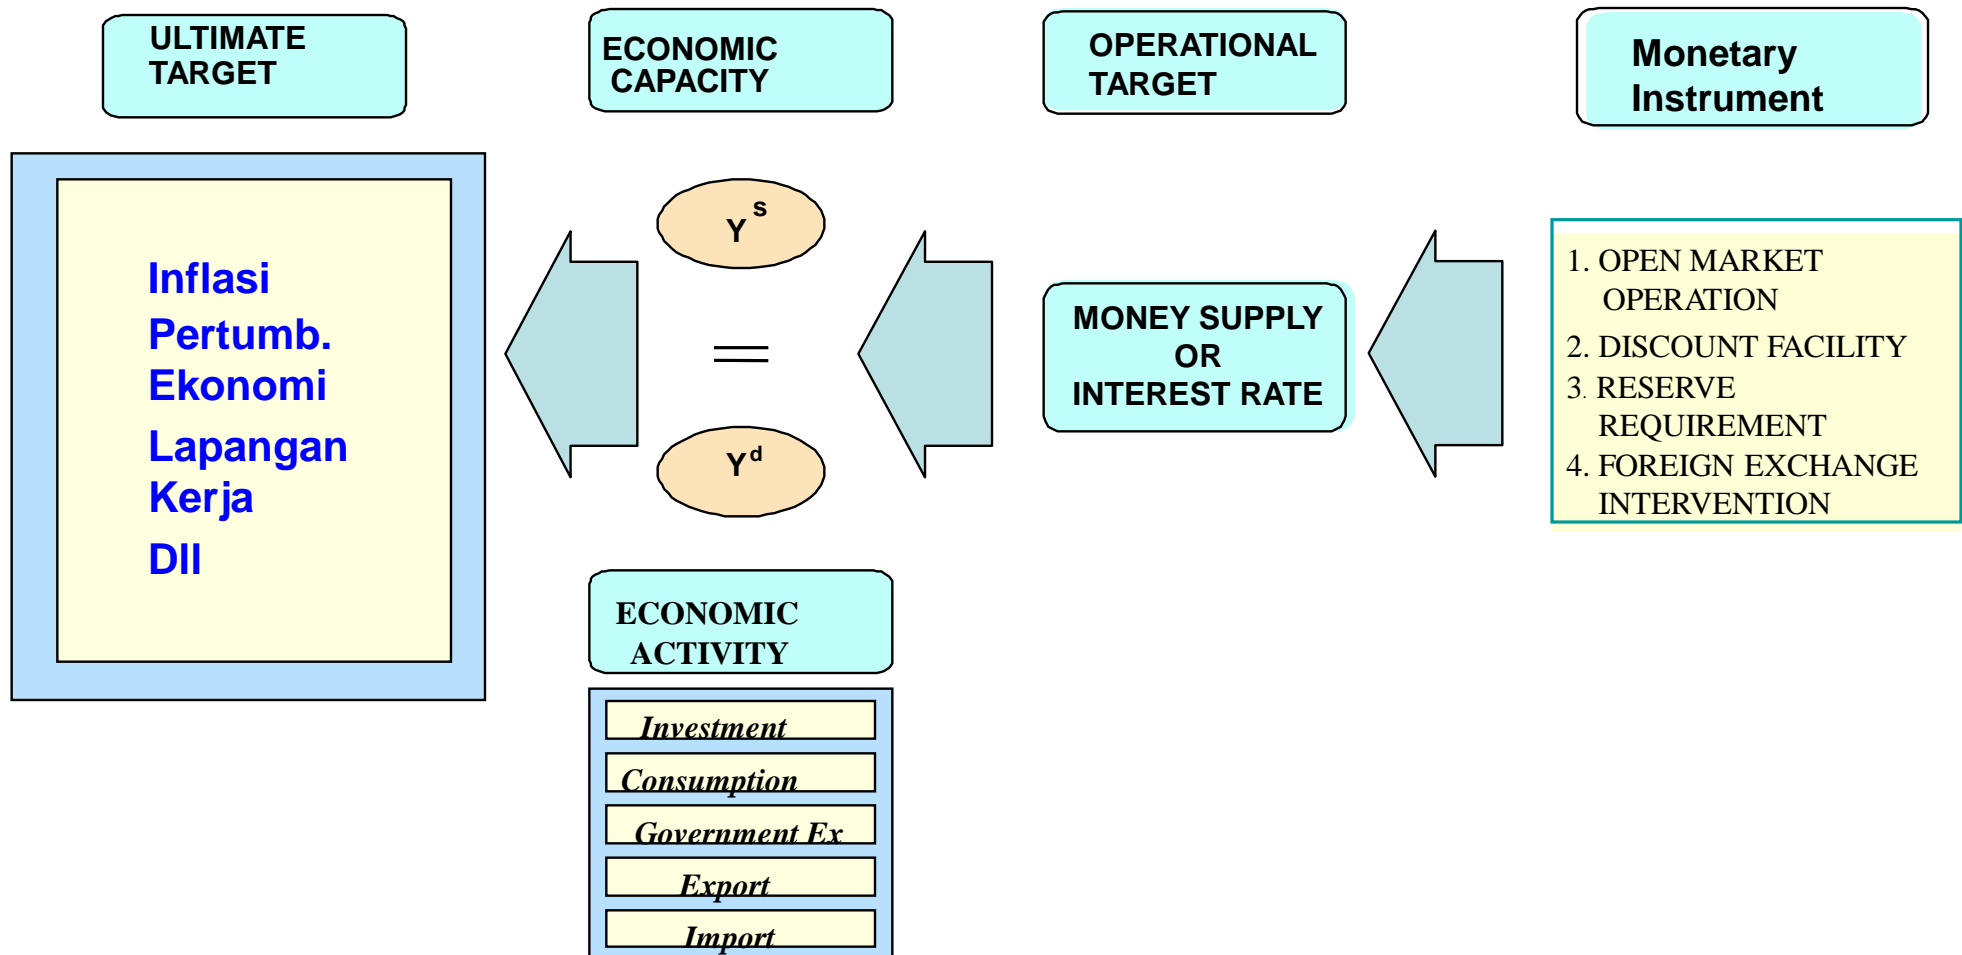 ULTIMATE
TARGET
ECONOMIC
CAPACITY
OPERATIONAL
TARGET
Monetary
Instrument
Inflasi
Pertumb.
Ekonomi
Lapangan
Kerja
Dll
Y s
=
Y d
MONEY SUPPLY
OR
INTEREST RATE
1. OPEN MARKET
OPERATION
2. DISCOUNT FACILITY
3. RESERVE
REQUIREMENT
4. FOREIGN EXCHANGE
INTERVENTION
ECONOMIC
ACTIVITY
Investment
Consumption
Government Ex
Export
Import